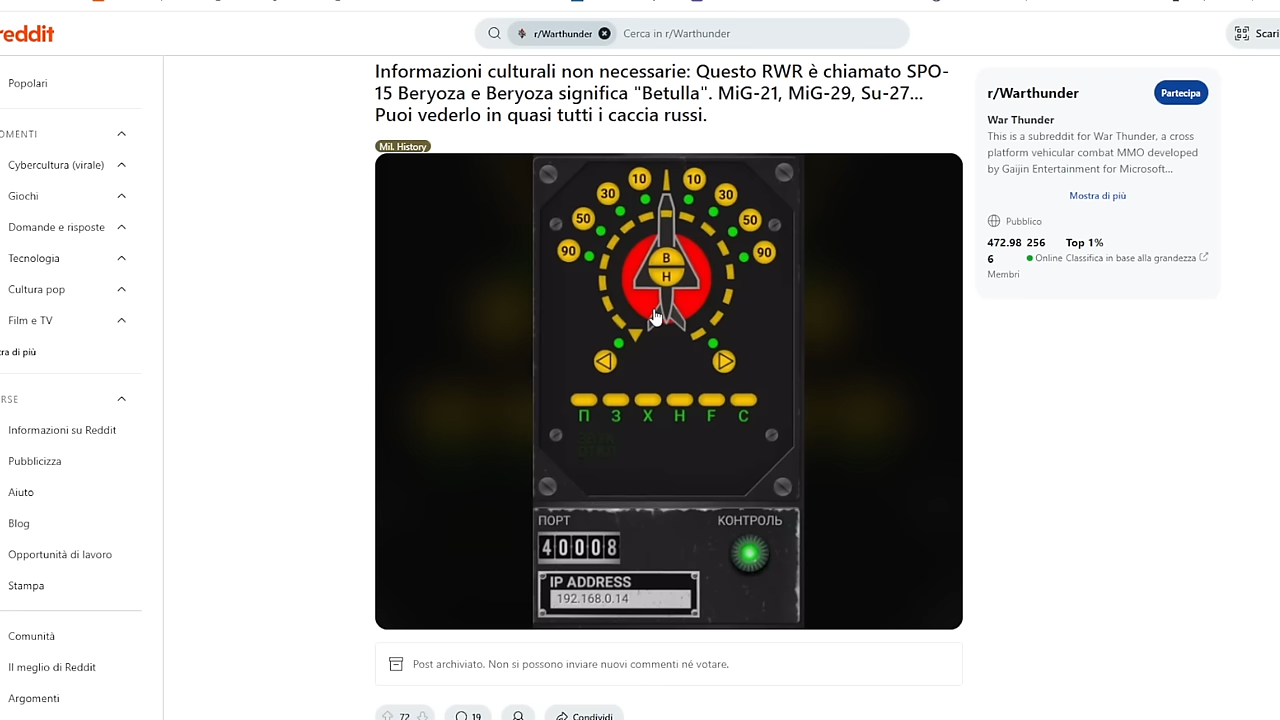 reddit
r/Warthunder
Cerca in r/Warthunder
Scari
Popolari
OMENTI
Cybercultura (virale)
Giochi
Domande e risposte
Tecnologia
Cultura pop
Film e TV
ra di più
RSE
Informazioni su Reddit
Pubblicizza
Aiuto
Blog
Opportunità di lavoro
Stampa
Comunità
Il meglio di Reddit
Argomenti
Informazioni culturali non necessarie: Questo RWR è chiamato SPO-
15 Beryoza e Beryoza significa "Betulla". MiG-21, MiG-29, Su-27...
Puoi vederlo in quasi tutti i caccia russi.
Mil. History
10 10
30 30
50 50
90 90
В
Н
П З Х Н F С
ПОРТ
КОНТРОЛЬ
40008
IP ADDRESS
192.168.0.14
Post archiviato. Non si possono inviare nuovi commenti né votare.
72
19
Condividi
r/Warthunder
Partecipa
War Thunder
This is a subreddit for War Thunder, a cross
platform vehicular combat MMO developed
by Gaijin Entertainment for Microsoft...
Mostra di più
Pubblico
472.98 256 Top 1%
6 Online Classifica in base alla grandezza
Membri